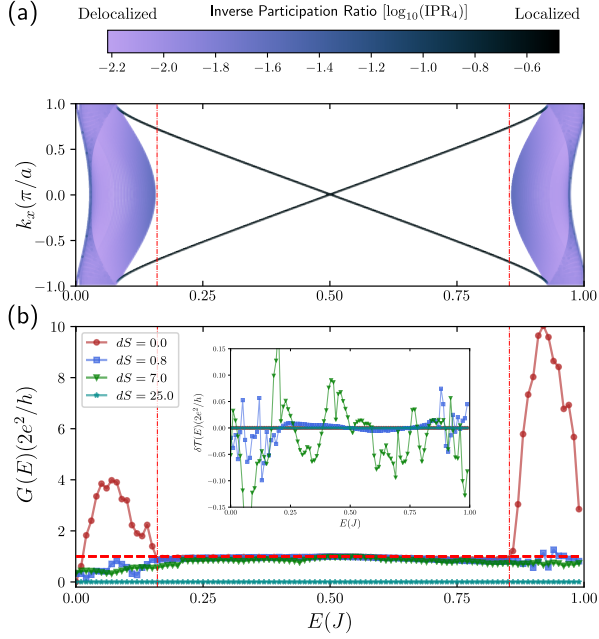 (a)
Delocalized
Inverse Participation Ratio [log₁₀(IPR₄)]
Localized
−2.2 −2.0 −1.8 −1.6 −1.4 −1.2 −1.0 −0.8 −0.6
1.0
0.5
0.0
−0.5
−1.0
kₓ(π/a)
0.00 0.25 0.50 0.75 1.00
(b)
10
8
6
4
2
0
G(E)(2e²/h)
dS = 0.0
dS = 0.8
dS = 7.0
dS = 25.0
0.15
0.10
0.05
0.00
−0.05
−0.10
−0.15
δT(E)(2e²/h)
0.00 0.25 0.50 0.75 1.00
E(J)
0.00 0.25 0.50 0.75 1.00
E(J)